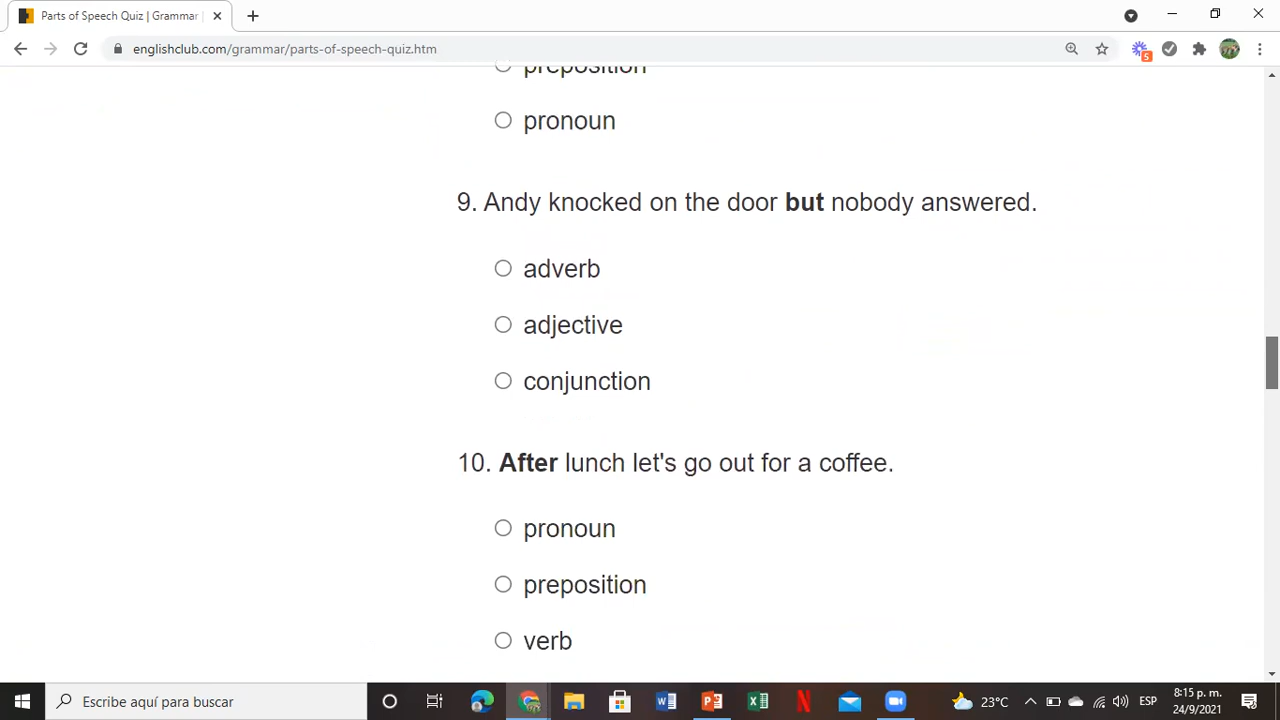 Parts of Speech Quiz | Grammar
englishclub.com/grammar/parts-of-speech-quiz.htm
5
preposition
pronoun
9. Andy knocked on the door but nobody answered.
adverb
adjective
conjunction
10. After lunch let's go out for a coffee.
pronoun
preposition
verb
Escribe aquí para buscar
23°C
ESP
8:15 p. m.
24/9/2021